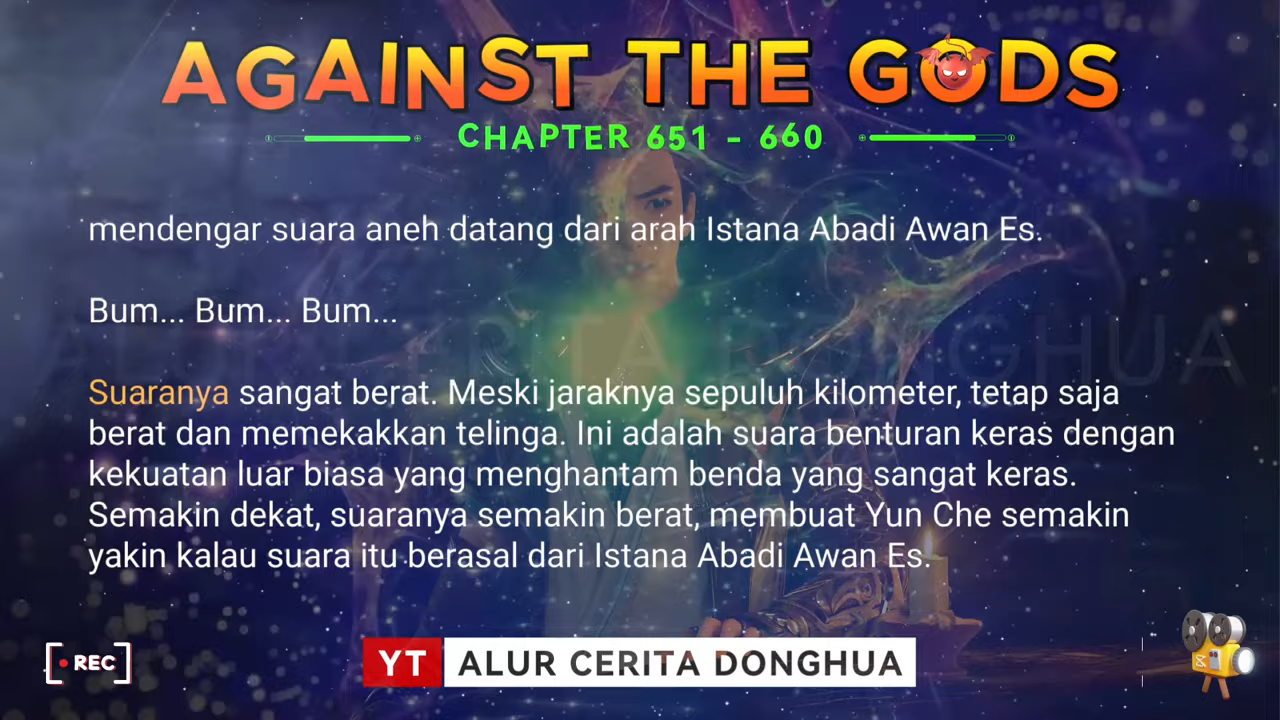 AGAINST THE GODS
CHAPTER 651 - 660
mendengar suara aneh datang dari arah Istana Abadi Awan Es.
Bum... Bum... Bum...
Suaranya sangat berat. Meski jaraknya sepuluh kilometer, tetap saja
berat dan memekakkan telinga. Ini adalah suara benturan keras dengan
kekuatan luar biasa yang menghantam benda yang sangat keras.
Semakin dekat, suaranya semakin berat, membuat Yun Che semakin
yakin kalau suara itu berasal dari Istana Abadi Awan Es.
REC
YT ALUR CERITA DONGHUA